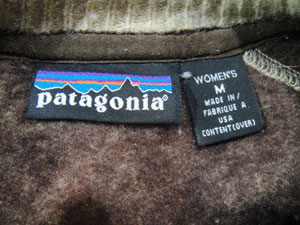 patagonia®
WOMEN'S
M
MADE IN/
FABRIQUE A
USA
CONTENT(OVER)